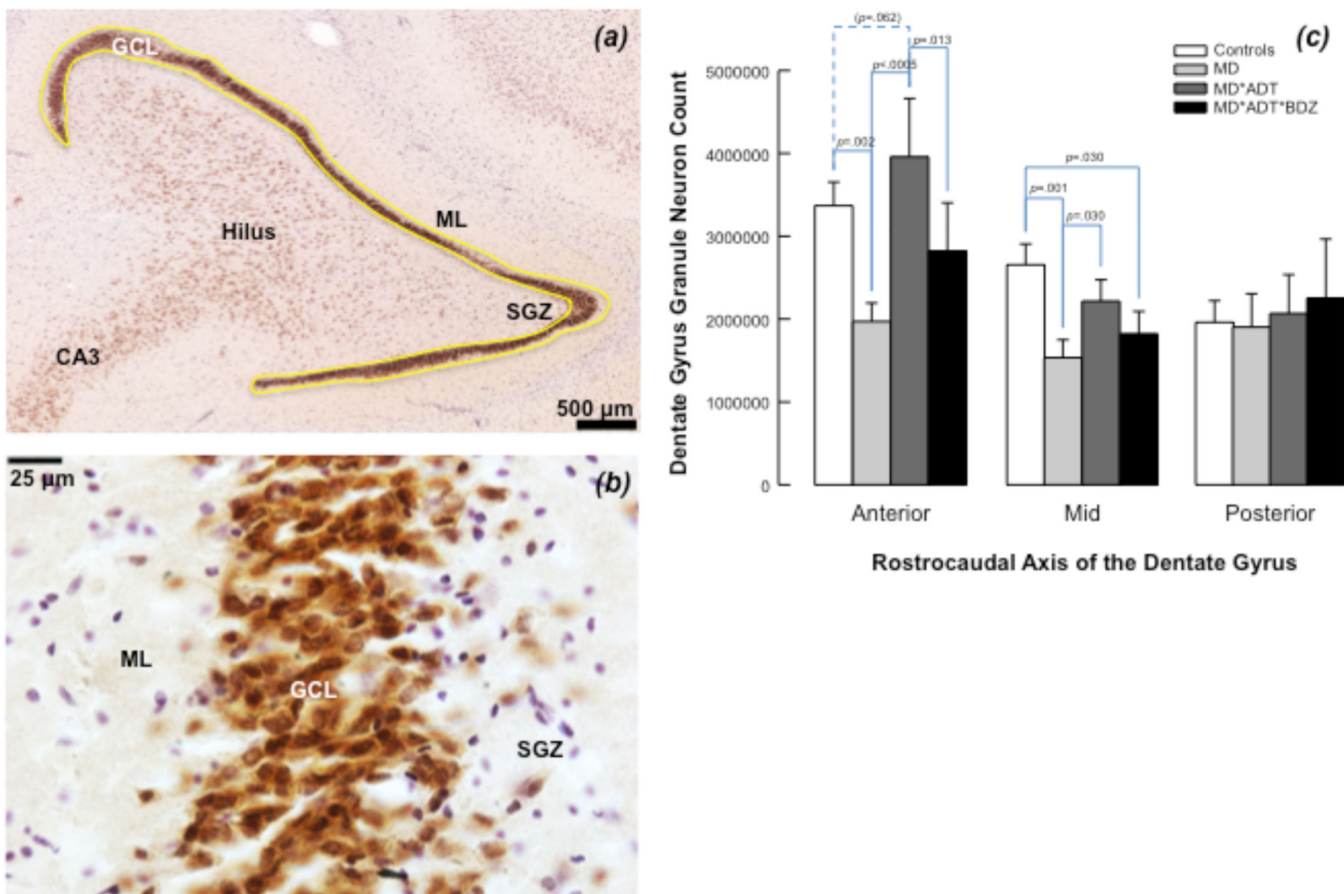 (a)
GCL
ML
Hilus
SGZ
CA3
500 µm
25 µm
(b)
ML
GCL
SGZ
(c)
Controls
MD
MD*ADT
MD*ADT*BDZ
Dentate Gyrus Granule Neuron Count
5000000
4000000
3000000
2000000
1000000
0
(p=.062)
p=.013
p<.0005
p=.002
p=.030
p=.001
p=.030
Anterior
Mid
Posterior
Rostrocaudal Axis of the Dentate Gyrus